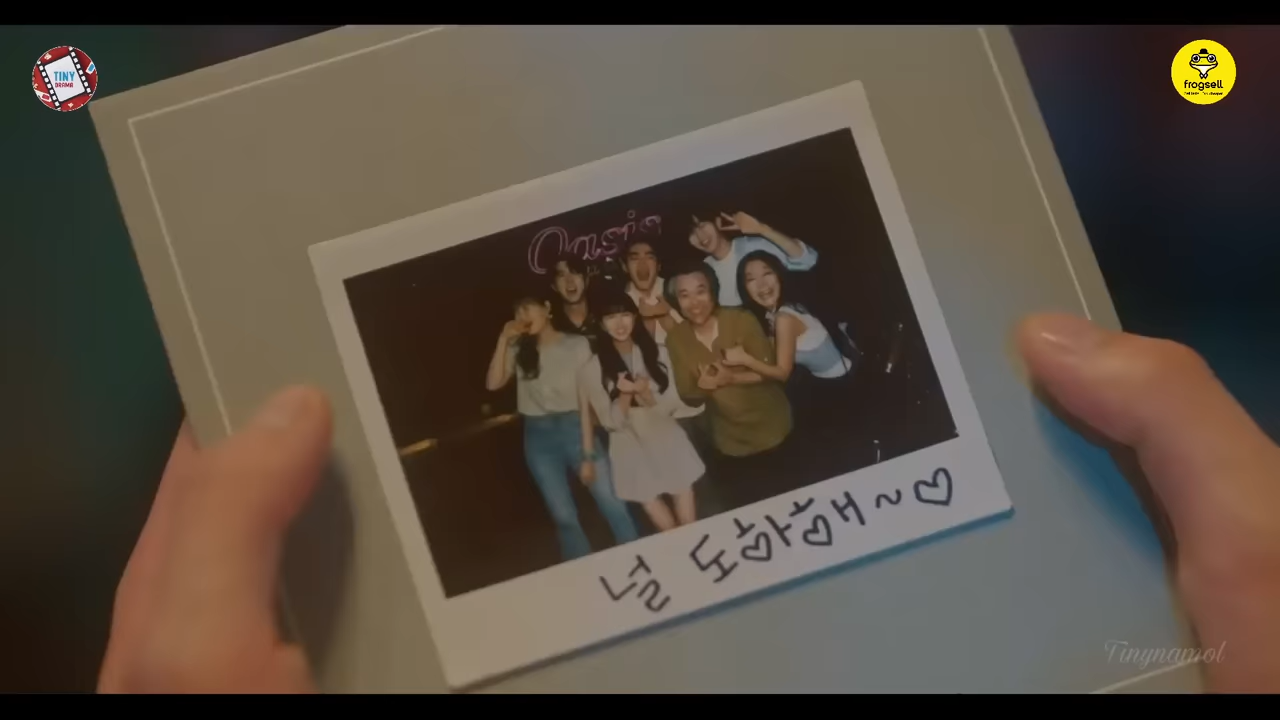 TINY
DRAMA
frogsell
Oasis
널 도하해~♡
Tinynamol